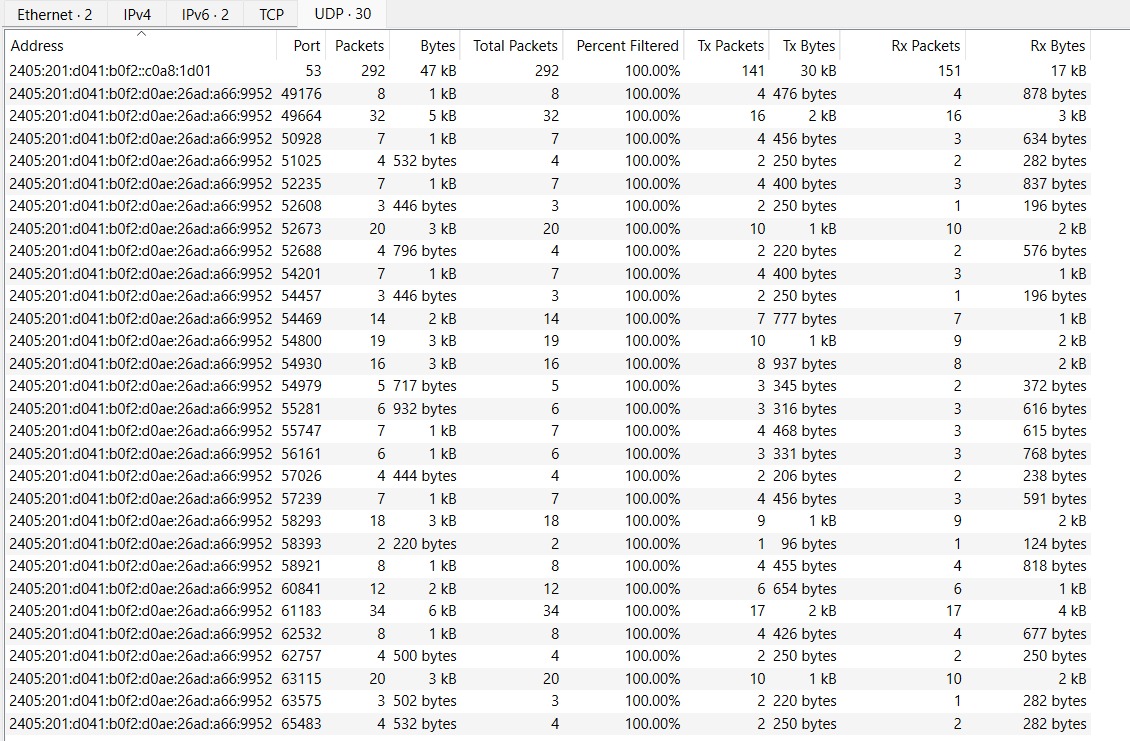 Ethernet · 2 IPv4 IPv6 · 2 TCP UDP · 30
Address Port Packets Bytes Total Packets Percent Filtered Tx Packets Tx Bytes Rx Packets Rx Bytes
2405:201:d041:b0f2::c0a8:1d01 53 292 47 kB 292 100.00% 141 30 kB 151 17 kB
2405:201:d041:b0f2:d0ae:26ad:a66:9952 49176 8 1 kB 8 100.00% 4 476 bytes 4 878 bytes
2405:201:d041:b0f2:d0ae:26ad:a66:9952 49664 32 5 kB 32 100.00% 16 2 kB 16 3 kB
2405:201:d041:b0f2:d0ae:26ad:a66:9952 50928 7 1 kB 7 100.00% 4 456 bytes 3 634 bytes
2405:201:d041:b0f2:d0ae:26ad:a66:9952 51025 4 532 bytes 4 100.00% 2 250 bytes 2 282 bytes
2405:201:d041:b0f2:d0ae:26ad:a66:9952 52235 7 1 kB 7 100.00% 4 400 bytes 3 837 bytes
2405:201:d041:b0f2:d0ae:26ad:a66:9952 52608 3 446 bytes 3 100.00% 2 250 bytes 1 196 bytes
2405:201:d041:b0f2:d0ae:26ad:a66:9952 52673 20 3 kB 20 100.00% 10 1 kB 10 2 kB
2405:201:d041:b0f2:d0ae:26ad:a66:9952 52688 4 796 bytes 4 100.00% 2 220 bytes 2 576 bytes
2405:201:d041:b0f2:d0ae:26ad:a66:9952 54201 7 1 kB 7 100.00% 4 400 bytes 3 1 kB
2405:201:d041:b0f2:d0ae:26ad:a66:9952 54457 3 446 bytes 3 100.00% 2 250 bytes 1 196 bytes
2405:201:d041:b0f2:d0ae:26ad:a66:9952 54469 14 2 kB 14 100.00% 7 777 bytes 7 1 kB
2405:201:d041:b0f2:d0ae:26ad:a66:9952 54800 19 3 kB 19 100.00% 10 1 kB 9 2 kB
2405:201:d041:b0f2:d0ae:26ad:a66:9952 54930 16 3 kB 16 100.00% 8 937 bytes 8 2 kB
2405:201:d041:b0f2:d0ae:26ad:a66:9952 54979 5 717 bytes 5 100.00% 3 345 bytes 2 372 bytes
2405:201:d041:b0f2:d0ae:26ad:a66:9952 55281 6 932 bytes 6 100.00% 3 316 bytes 3 616 bytes
2405:201:d041:b0f2:d0ae:26ad:a66:9952 55747 7 1 kB 7 100.00% 4 468 bytes 3 615 bytes
2405:201:d041:b0f2:d0ae:26ad:a66:9952 56161 6 1 kB 6 100.00% 3 331 bytes 3 768 bytes
2405:201:d041:b0f2:d0ae:26ad:a66:9952 57026 4 444 bytes 4 100.00% 2 206 bytes 2 238 bytes
2405:201:d041:b0f2:d0ae:26ad:a66:9952 57239 7 1 kB 7 100.00% 4 456 bytes 3 591 bytes
2405:201:d041:b0f2:d0ae:26ad:a66:9952 58293 18 3 kB 18 100.00% 9 1 kB 9 2 kB
2405:201:d041:b0f2:d0ae:26ad:a66:9952 58393 2 220 bytes 2 100.00% 1 96 bytes 1 124 bytes
2405:201:d041:b0f2:d0ae:26ad:a66:9952 58921 8 1 kB 8 100.00% 4 455 bytes 4 818 bytes
2405:201:d041:b0f2:d0ae:26ad:a66:9952 60841 12 2 kB 12 100.00% 6 654 bytes 6 1 kB
2405:201:d041:b0f2:d0ae:26ad:a66:9952 61183 34 6 kB 34 100.00% 17 2 kB 17 4 kB
2405:201:d041:b0f2:d0ae:26ad:a66:9952 62532 8 1 kB 8 100.00% 4 426 bytes 4 677 bytes
2405:201:d041:b0f2:d0ae:26ad:a66:9952 62757 4 500 bytes 4 100.00% 2 250 bytes 2 250 bytes
2405:201:d041:b0f2:d0ae:26ad:a66:9952 63115 20 3 kB 20 100.00% 10 1 kB 10 2 kB
2405:201:d041:b0f2:d0ae:26ad:a66:9952 63575 3 502 bytes 3 100.00% 2 220 bytes 1 282 bytes
2405:201:d041:b0f2:d0ae:26ad:a66:9952 65483 4 532 bytes 4 100.00% 2 250 bytes 2 282 bytes